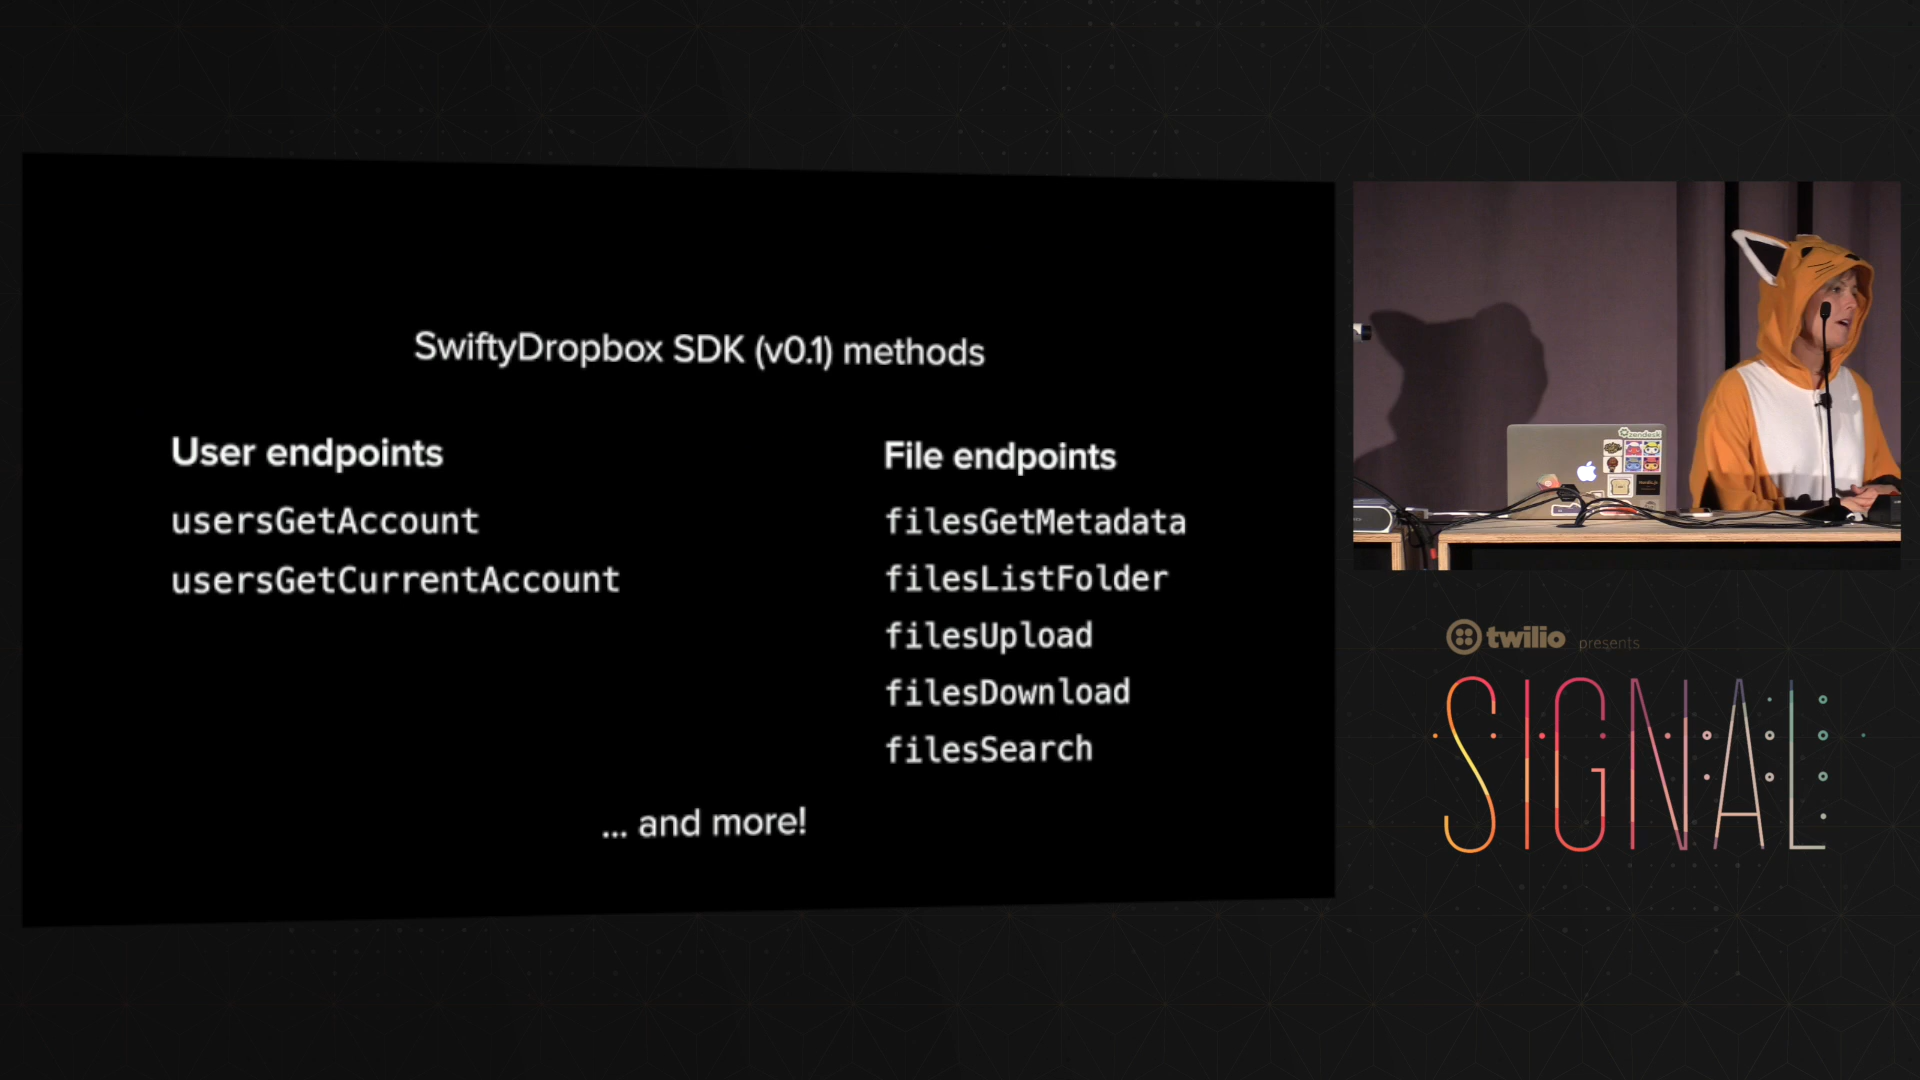 SwiftyDropbox SDK (v0.1) methods
User endpoints
usersGetAccount
usersGetCurrentAccount
File endpoints
filesGetMetadata
filesListFolder
filesUpload
filesDownload
filesSearch
... and more!
zendesk
twilio presents
SIGNAL